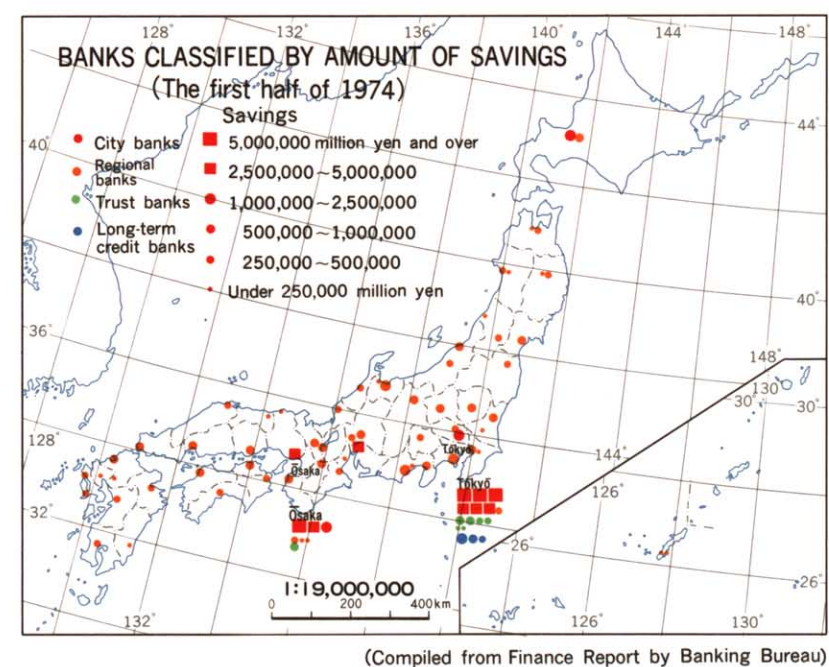 128°
132°
136°
140°
144°
148°
BANKS CLASSIFIED BY AMOUNT OF SAVINGS
(The first half of 1974)
Savings
City banks
Regional
banks
Trust banks
Long-term
credit banks
5,000,000 million yen and over
2,500,000~5,000,000
1,000,000~2,500,000
500,000~1,000,000
250,000~500,000
Under 250,000 million yen
40°
44°
40°
36°
148°
130°
30°
30°
128°
Tōkyō
Ōsaka
144°
126°
Tōkyō
32°
Ōsaka
26°
26°
1:19,000,000
0 200 400km
132°
126°
130°
(Compiled from Finance Report by Banking Bureau)